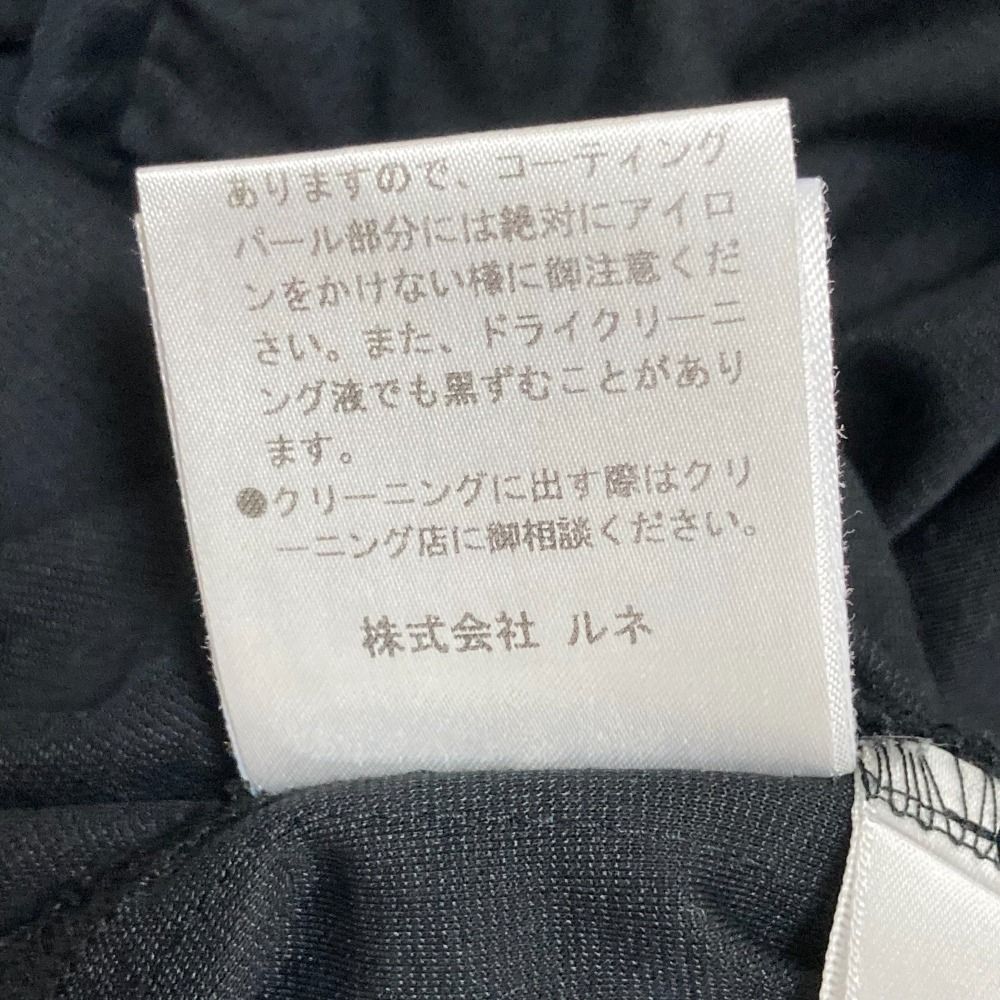 ありますので、コーティング
パール部分には絶対にアイロ
ンをかけない様に御注意くだ
さい。また、ドライクリーニ
ング液でも黒ずむことがあり
ます。
●クリーニングに出す際はクリ
ーニング店に御相談ください。
株式会社 ルネ